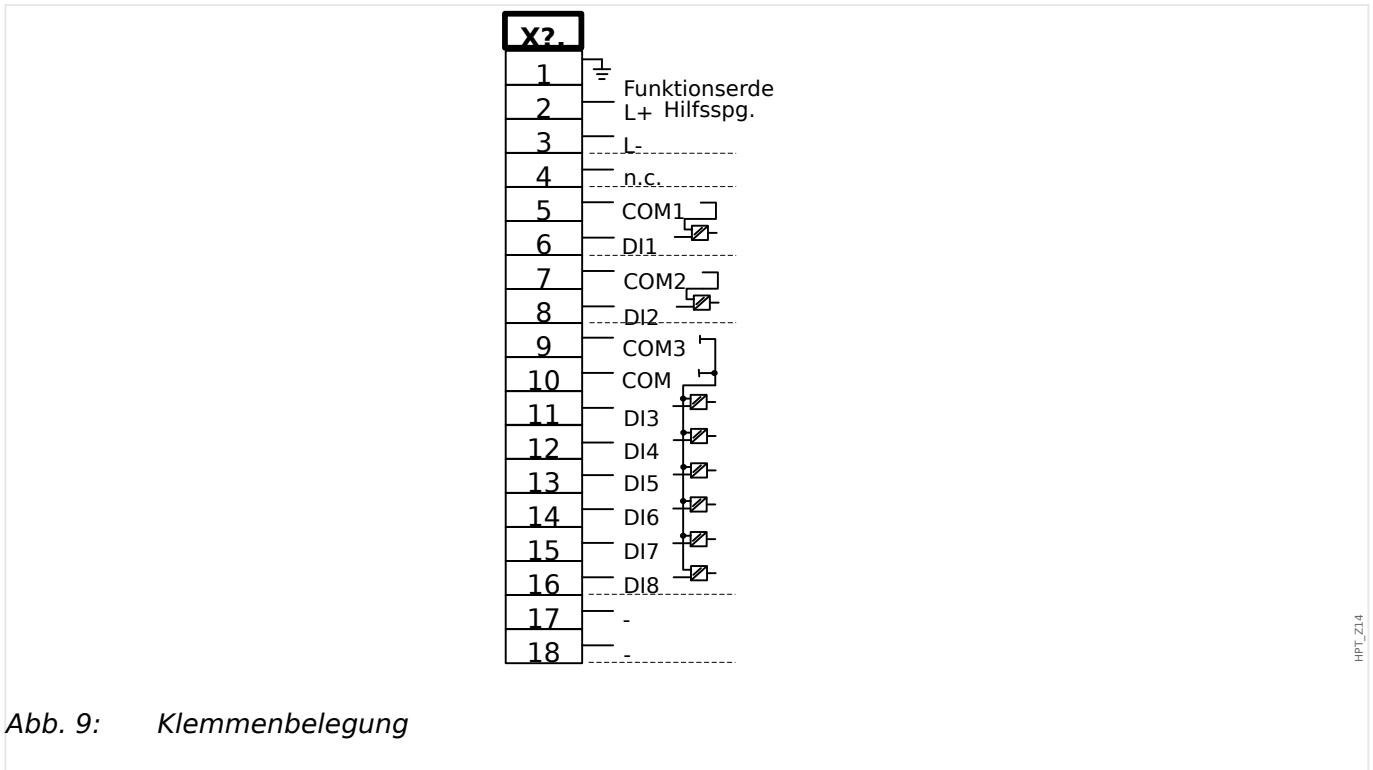 X?.
1
Funktionserde
2 L+ Hilfsspg.
3 L-
4 n.c.
5 COM1
6 DI1
7 COM2
8 DI2
9 COM3
10 COM
11 DI3
12 DI4
13 DI5
14 DI6
15 DI7
16 DI8
17 -
18 -
HPT_Z14
Abb. 9: Klemmenbelegung